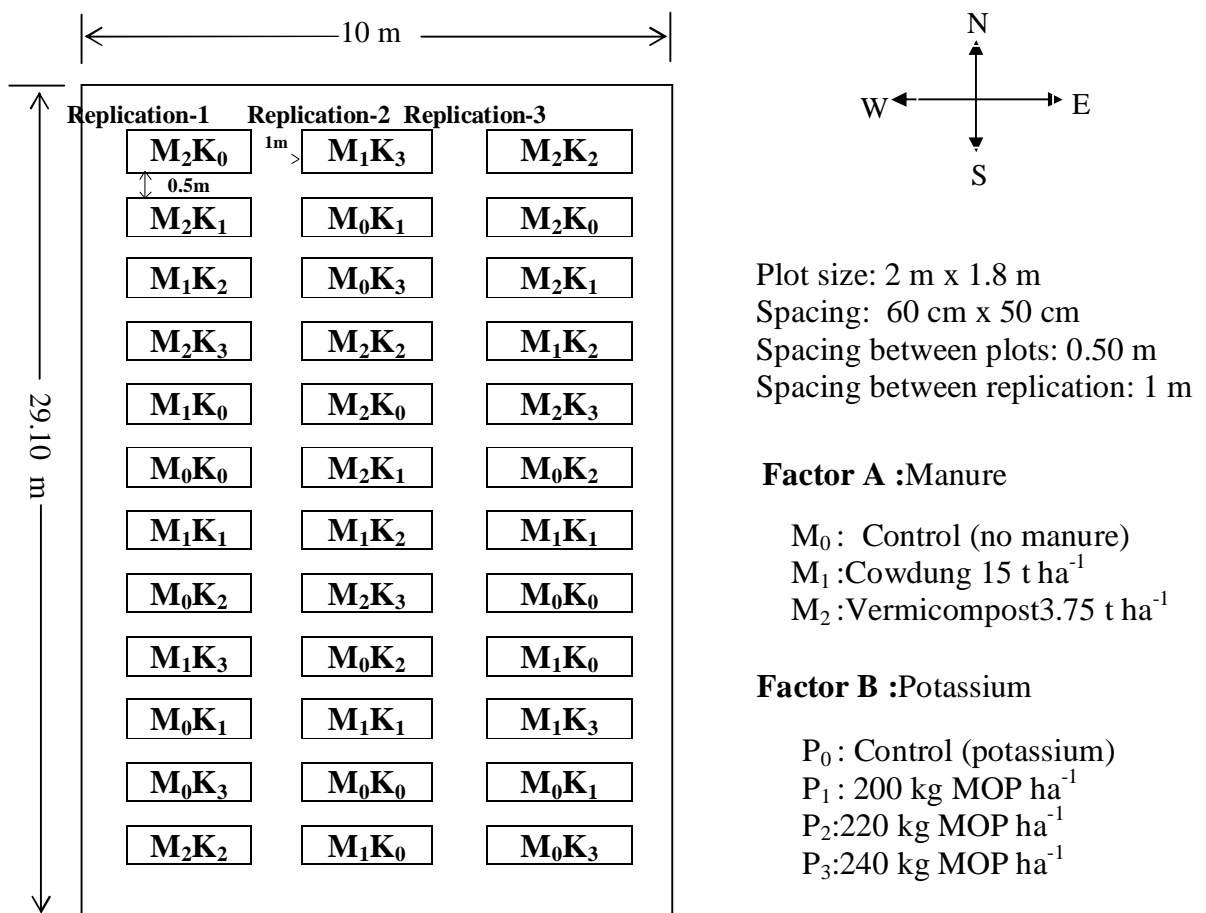 10 m
N
W
E
S
Replication-1 Replication-2 Replication-3
M₂K₀ 1m M₁K₃ M₂K₂
0.5m
M₂K₁ M₀K₁ M₂K₀
M₁K₂ M₀K₃ M₂K₁
M₂K₃ M₂K₂ M₁K₂
M₁K₀ M₂K₀ M₂K₃
M₀K₀ M₂K₁ M₀K₂
M₁K₁ M₁K₂ M₁K₁
M₀K₂ M₂K₃ M₀K₀
M₁K₃ M₀K₂ M₁K₀
M₀K₁ M₁K₁ M₁K₃
M₀K₃ M₀K₀ M₀K₁
M₂K₂ M₁K₀ M₀K₃
29.10 m
Plot size: 2 m x 1.8 m
Spacing: 60 cm x 50 cm
Spacing between plots: 0.50 m
Spacing between replication: 1 m
Factor A :Manure
M₀ : Control (no manure)
M₁ :Cowdung 15 t ha⁻¹
M₂ :Vermicompost3.75 t ha⁻¹
Factor B :Potassium
P₀ : Control (potassium)
P₁ : 200 kg MOP ha⁻¹
P₂:220 kg MOP ha⁻¹
P₃:240 kg MOP ha⁻¹